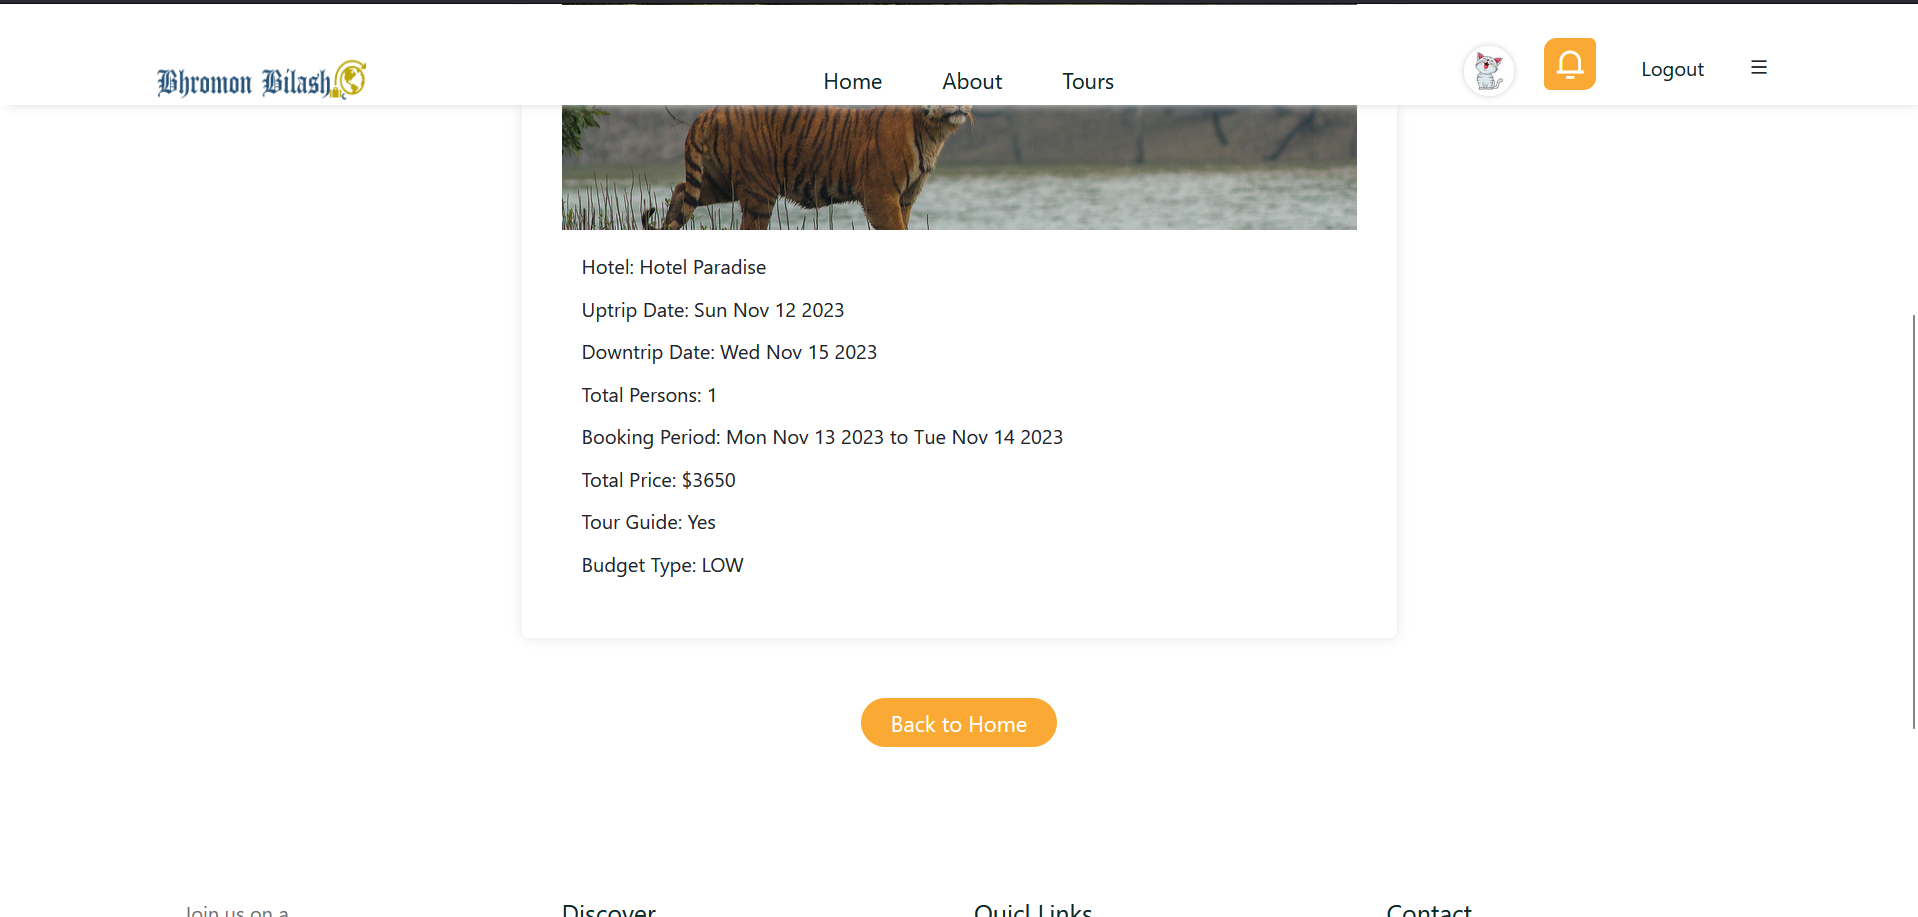 Bhromon Bilash
Home
About
Tours
Logout
Hotel: Hotel Paradise
Uptrip Date: Sun Nov 12 2023
Downtrip Date: Wed Nov 15 2023
Total Persons: 1
Booking Period: Mon Nov 13 2023 to Tue Nov 14 2023
Total Price: $3650
Tour Guide: Yes
Budget Type: LOW
Back to Home
Join us on a
Discover
Quicl Links
Contact